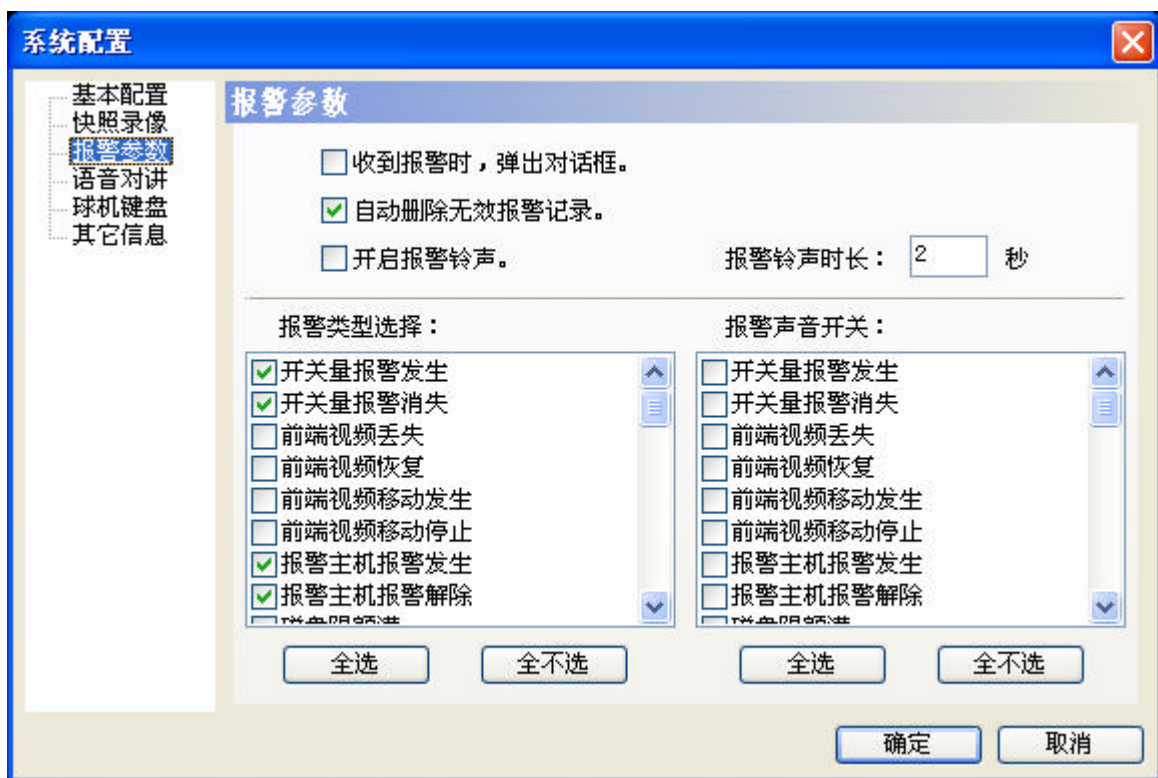 系统配置
基本配置
快照录像
报警参数
语音对讲
球机键盘
其它信息
报警参数
收到报警时，弹出对话框。
自动删除无效报警记录。
开启报警铃声。
报警铃声时长： 2 秒
报警类型选择：
开关量报警发生
开关量报警消失
前端视频丢失
前端视频恢复
前端视频移动发生
前端视频移动停止
报警主机报警发生
报警主机报警解除
磁盘限额满
全选 全不选
报警声音开关：
开关量报警发生
开关量报警消失
前端视频丢失
前端视频恢复
前端视频移动发生
前端视频移动停止
报警主机报警发生
报警主机报警解除
磁盘限额满
全选 全不选
确定 取消